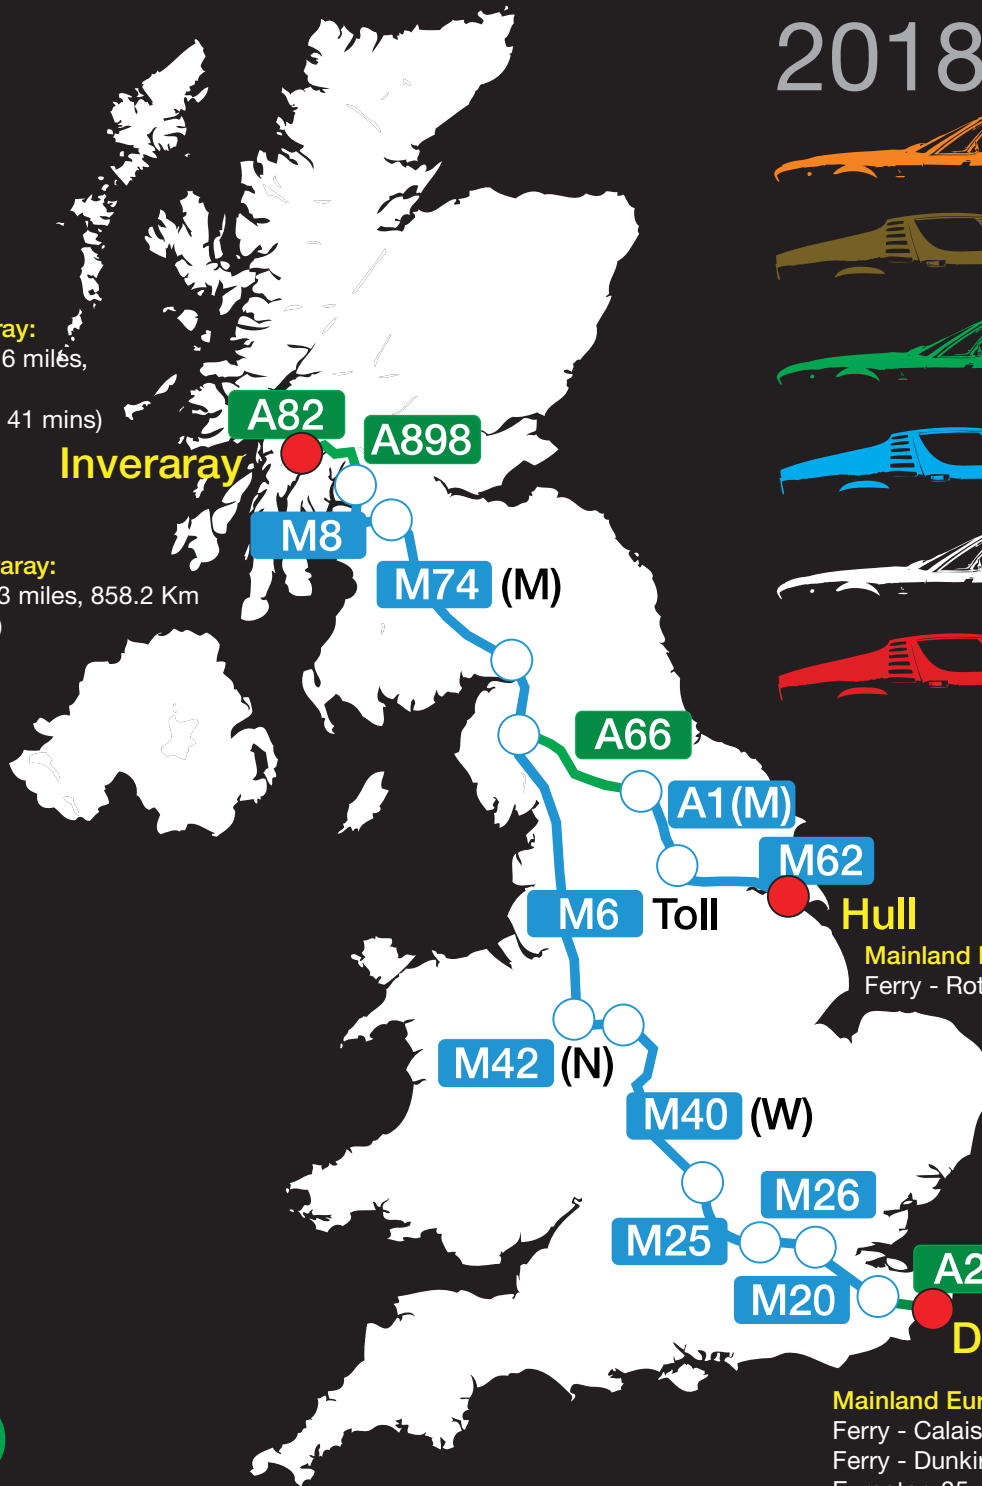 2018
ray:
6 miles,
41 mins)
A82
A898
Inveraray
M8
M74 (M)
aray:
3 miles, 858.2 Km
)
A66
A1(M)
M62
M6 Toll
Hull
Mainland
Ferry - Rot
M42 (N)
M40 (W)
M26
M25
A2
M20
D
Mainland Eur
Ferry - Calais
Ferry - Dunkir